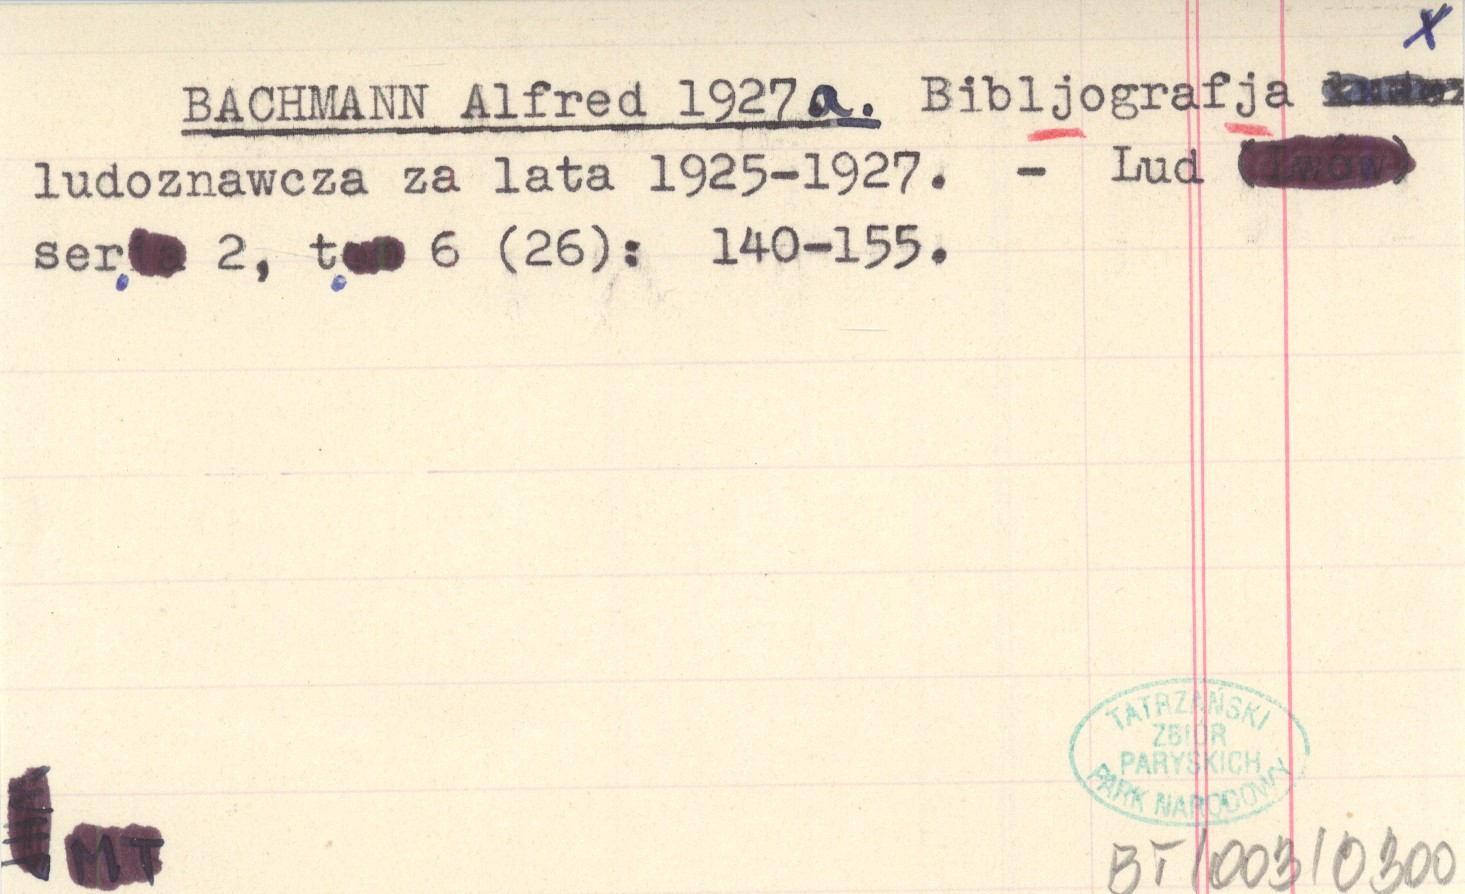 X
BACHMANN Alfred 1927a. Bibljografja
ludoznawcza za lata 1925-1927. - Lud (Lwów)
ser. 2, t. 6 (26): 140-155.
TATRZAŃSKI
ZBIÓR
PARYSKICH
PARK NARODOWY
MT
BT/003/0300